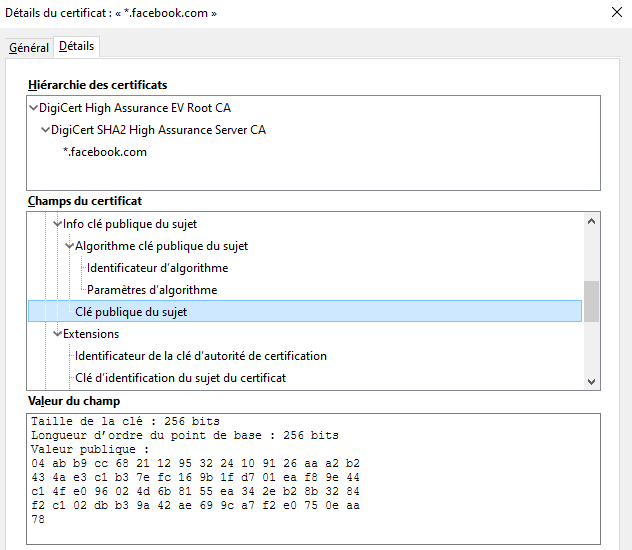 Détails du certificat : « *.facebook.com »
Général
Détails
Hiérarchie des certificats
DigiCert High Assurance EV Root CA
DigiCert SHA2 High Assurance Server CA
*.facebook.com
Champs du certificat
Info clé publique du sujet
Algorithme clé publique du sujet
Identificateur d’algorithme
Paramètres d’algorithme
Clé publique du sujet
Extensions
Identificateur de la clé d’autorité de certification
Clé d’identification du sujet du certificat
Valeur du champ
Taille de la clé : 256 bits
Longueur d’ordre du point de base : 256 bits
Valeur publique :
04 ab b9 cc 68 21 12 95 32 24 10 91 26 aa a2 b2
43 4a e3 c1 b3 7e fc 16 9b 1f d7 01 ea f8 9e 44
c1 4f e0 96 02 4d 6b 81 55 ea 34 2e b2 8b 32 84
f2 c1 02 db b3 9a 42 ae 69 9c a7 f2 e0 75 0e aa
78